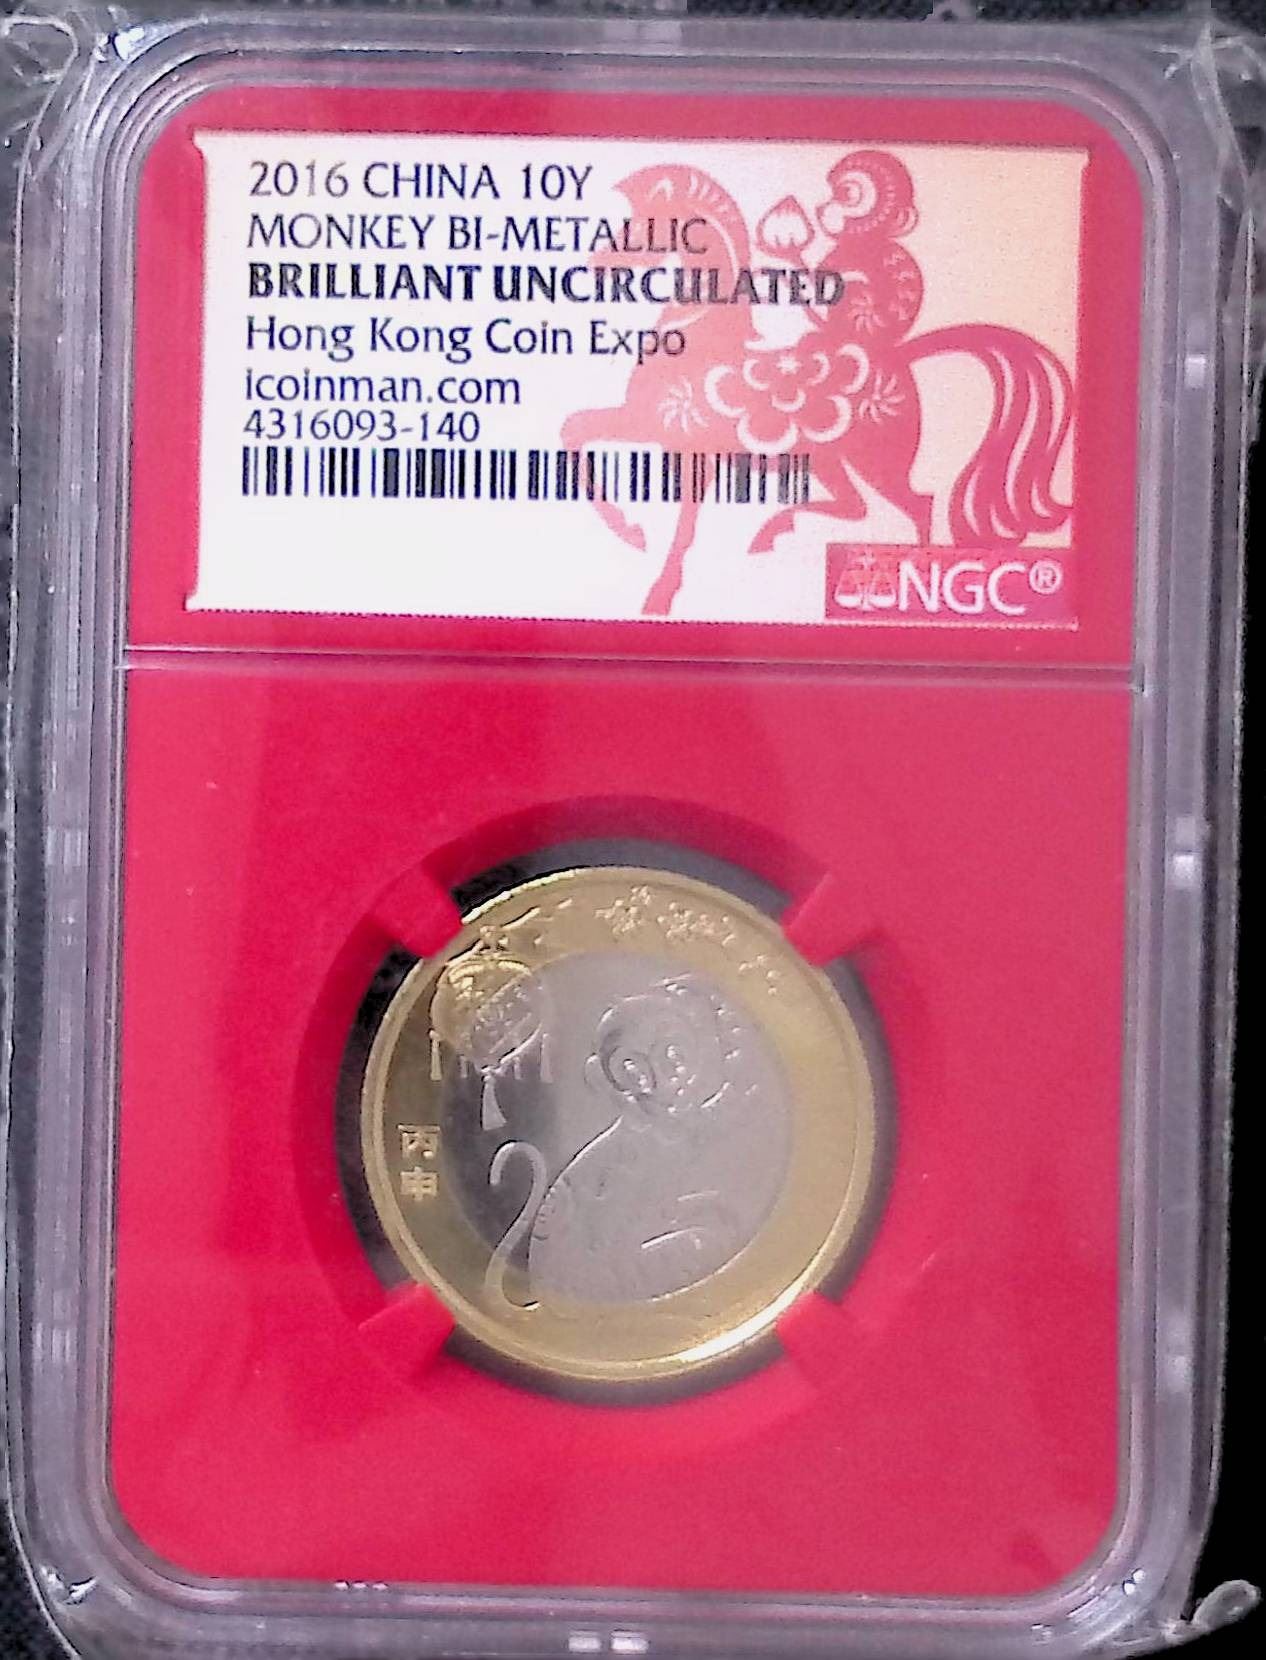 2016 CHINA 10Y
MONKEY BI-METALLIC
BRILLIANT UNCIRCULATED
Hong Kong Coin Expo
icoinman.com
4316093-140
NGC®
丙
申